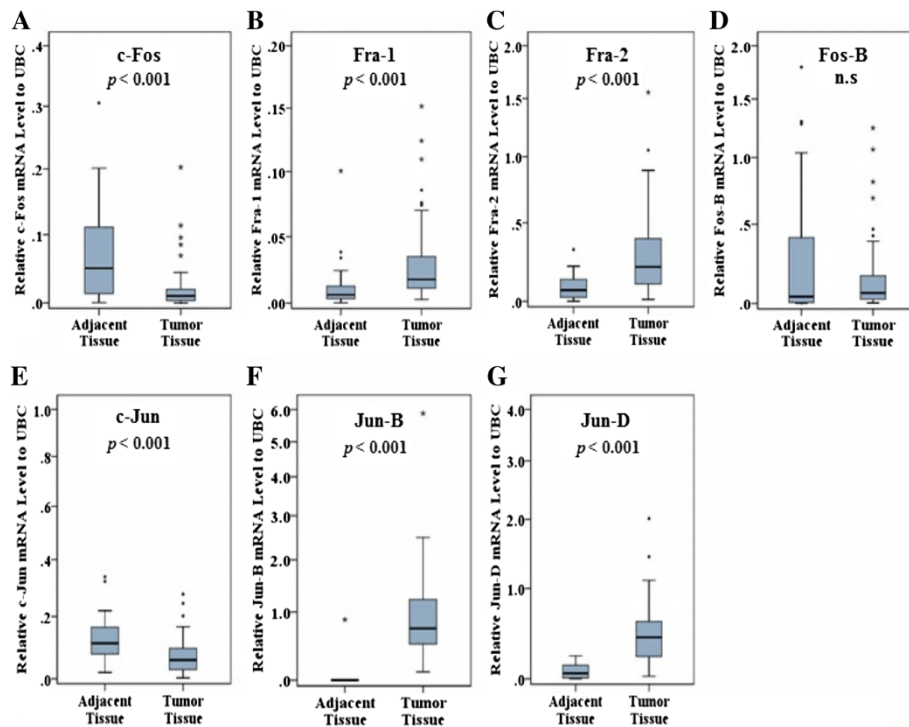 A
Relative c-Fos mRNA Level to UBC
.4
.3
.2
.1
.0
c-Fos
p < 0.001
*
*
*
*
*
*
Adjacent
Tissue
Tumor
Tissue
B
Relative Fra-1 mRNA Level to UBC
.20
.15
.10
.05
.00
Fra-1
p < 0.001
*
*
*
*
Adjacent
Tissue
Tumor
Tissue
C
Relative Fra-2 mRNA Level to UBC
2.0
1.5
1.0
.5
.0
Fra-2
p < 0.001
*
Adjacent
Tissue
Tumor
Tissue
D
Relative Fos-B mRNA Level to UBC
2.0
1.5
1.0
.5
.0
Fos-B
n.s
*
*
*
*
Adjacent
Tissue
Tumor
Tissue
E
Relative c-Jun mRNA Level to UBC
1.0
.8
.6
.4
.2
.0
c-Jun
p < 0.001
Adjacent
Tissue
Tumor
Tissue
F
Relative Jun-B mRNA Level to UBC
6.0
5.0
4.0
2.0
1.0
.0
Jun-B
p < 0.001
*
*
Adjacent
Tissue
Tumor
Tissue
G
Relative Jun-D mRNA Level to UBC
4.0
3.0
2.0
1.0
.0
Jun-D
p < 0.001
Adjacent
Tissue
Tumor
Tissue